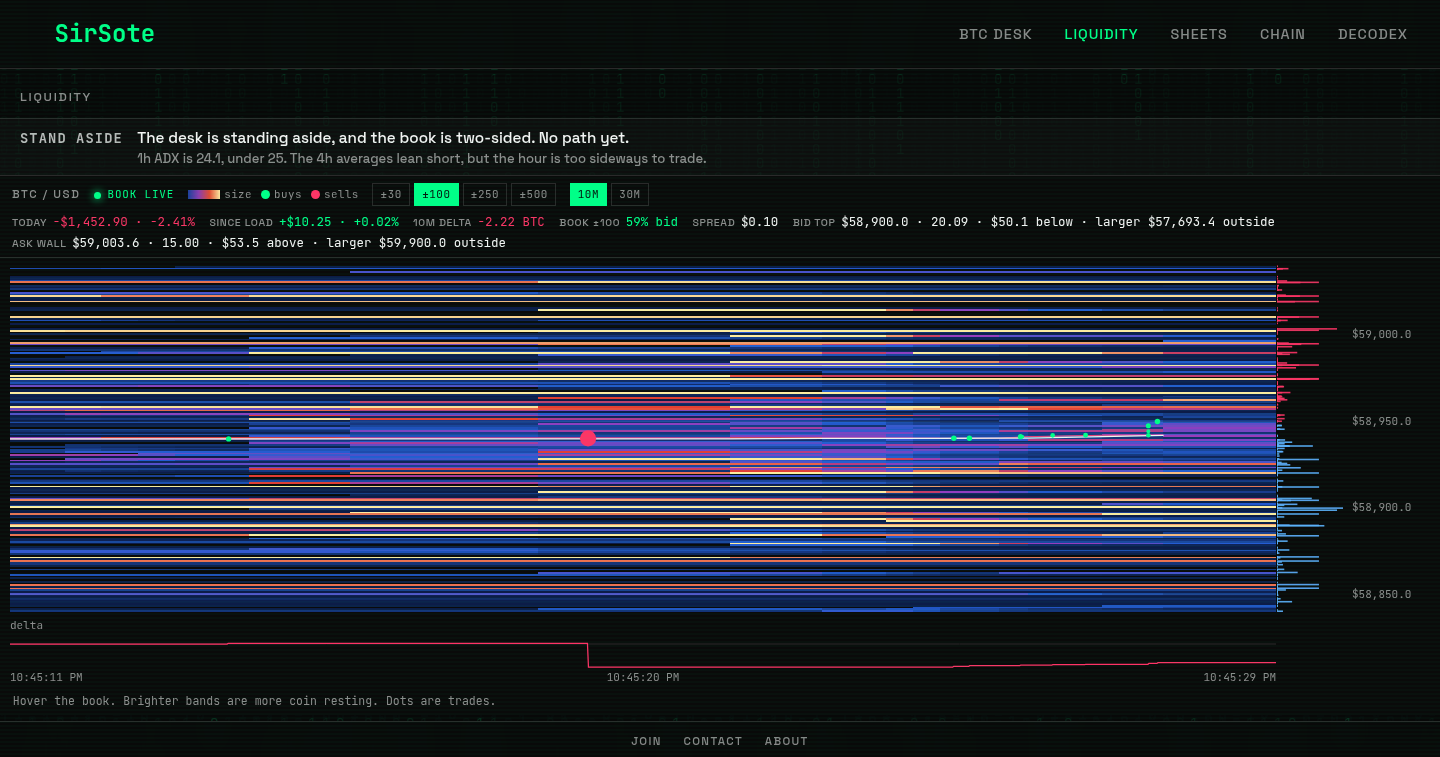 SirSote
BTC DESK LIQUIDITY SHEETS CHAIN DECODEX
LIQUIDITY
STAND ASIDE The desk is standing aside, and the book is two-sided. No path yet.
1h ADX is 24.1, under 25. The 4h averages lean short, but the hour is too sideways to trade.
BTC / USD BOOK LIVE size buys sells ±30 ±100 ±250 ±500 10M 30M
TODAY -$1,452.90 · -2.41% SINCE LOAD +$10.25 · +0.02% 10M DELTA -2.22 BTC BOOK ±100 59% bid SPREAD $0.10 BID TOP $58,900.0 · 20.09 · $50.1 below · larger $57,693.4 outside
ASK WALL $59,003.6 · 15.00 · $53.5 above · larger $59,900.0 outside
$59,000.0
$58,950.0
$58,900.0
$58,850.0
delta
10:45:11 PM 10:45:20 PM 10:45:29 PM
Hover the book. Brighter bands are more coin resting. Dots are trades.
JOIN CONTACT ABOUT